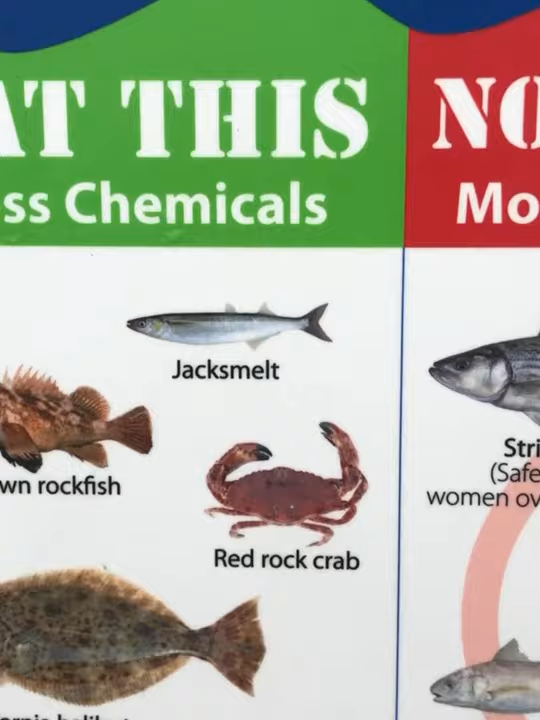 AT THIS
ss Chemicals
NO
Mo
Jacksmelt
wn rockfish
Red rock crab
Stri
(Safe
women ov